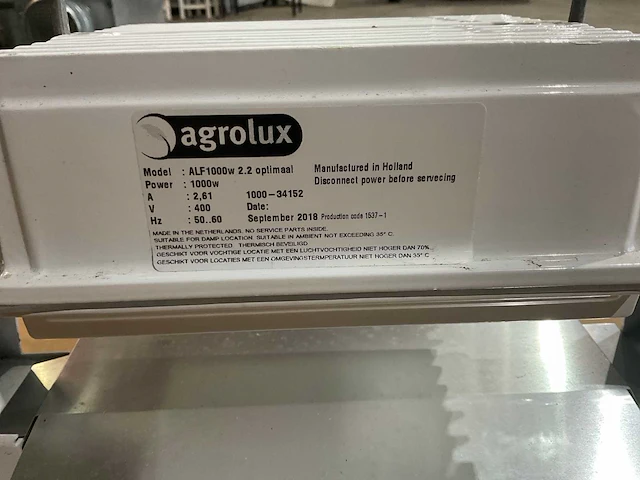 agrolux
Model : ALF1000w 2.2 optimaal
Manufactured in Holland
Power : 1000w
Disconnect power before servecing
A : 2,61 1000-34152
V : 400 Date:
Hz : 50..60 September 2018 Production code 1537-1
MADE IN THE NETHERLANDS. NO SERVICE PARTS INSIDE.
SUITABLE FOR DAMP LOCATION. SUITABLE IN AMBIENT NOT EXCEEDING 35° C.
THERMALLY PROTECTED THERMISCH BEVEILIGD
GESCHIKT VOOR VOCHTIGE LOCATIE MET EEN LUCHTVOCHTIGHEID NIET HOGER DAN 70%.
GESCHIKT VOOR LOCATIES MET EEN OMGEVINGSTERMPERATUUR NIET HOGER DAN 35° C